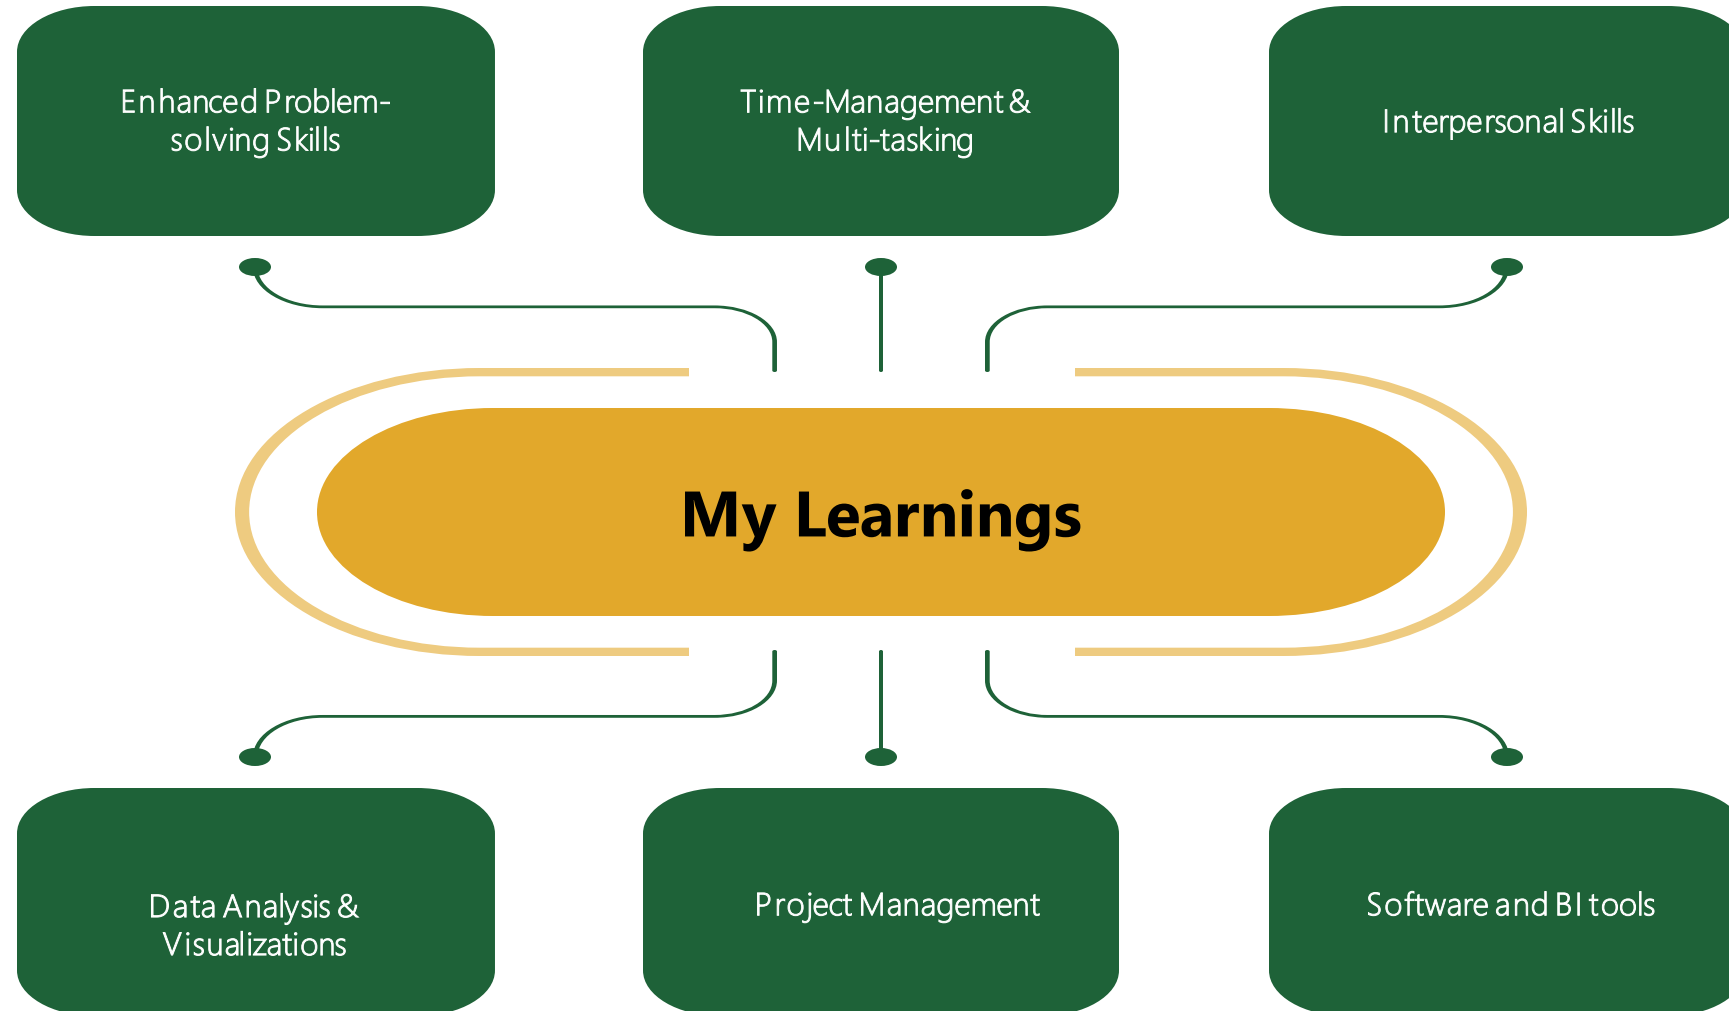 Enhanced Problem-
solving Skills
Time-Management &
Multi-tasking
Interpersonal Skills
My Learnings
Data Analysis &
Visualizations
Project Management
Software and BI tools